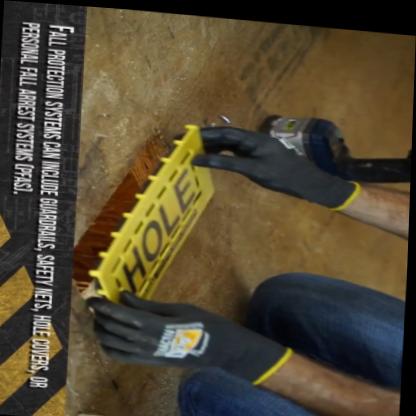 FALL PROTECTION SYSTEMS CAN INCLUDE GUARDRAILS, SAFETY NETS, HOLE COVERS, OR
PERSONAL FALL ARREST SYSTEMS (PFAS).
HOLE!